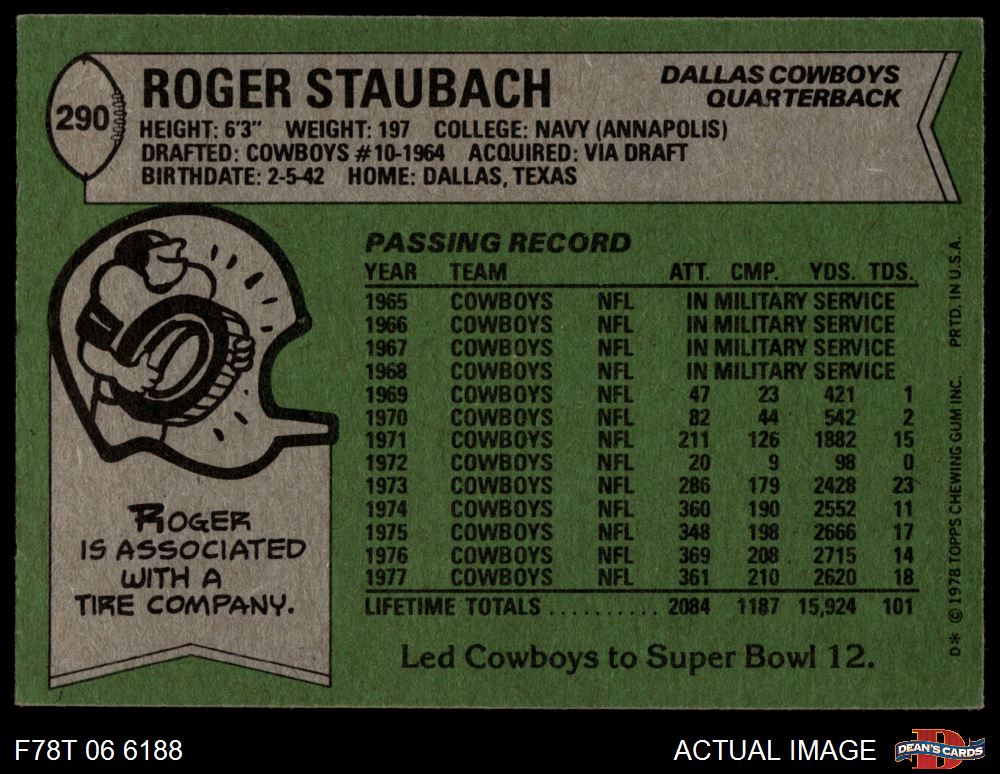 290
ROGER STAUBACH
DALLAS COWBOYS
QUARTERBACK
HEIGHT: 6'3" WEIGHT: 197 COLLEGE: NAVY (ANNAPOLIS)
DRAFTED: COWBOYS #10-1964 ACQUIRED: VIA DRAFT
BIRTHDATE: 2-5-42 HOME: DALLAS, TEXAS
ROGER
IS ASSOCIATED
WITH A
TIRE COMPANY.
PASSING RECORD
YEAR TEAM ATT. CMP. YDS. TDS.
1965 COWBOYS NFL IN MILITARY SERVICE
1966 COWBOYS NFL IN MILITARY SERVICE
1967 COWBOYS NFL IN MILITARY SERVICE
1968 COWBOYS NFL IN MILITARY SERVICE
1969 COWBOYS NFL 47 23 421 1
1970 COWBOYS NFL 82 44 542 2
1971 COWBOYS NFL 211 126 1882 15
1972 COWBOYS NFL 20 9 98 0
1973 COWBOYS NFL 286 179 2428 23
1974 COWBOYS NFL 360 190 2552 11
1975 COWBOYS NFL 348 198 2666 17
1976 COWBOYS NFL 369 208 2715 14
1977 COWBOYS NFL 361 210 2620 18
LIFETIME TOTALS .......... 2084 1187 15,924 101
Led Cowboys to Super Bowl 12.
D* © 1978 TOPPS CHEWING GUM INC. PRTD. IN U.S.A.
F78T 06 6188
ACTUAL IMAGE
D
DEAN'S CARDS